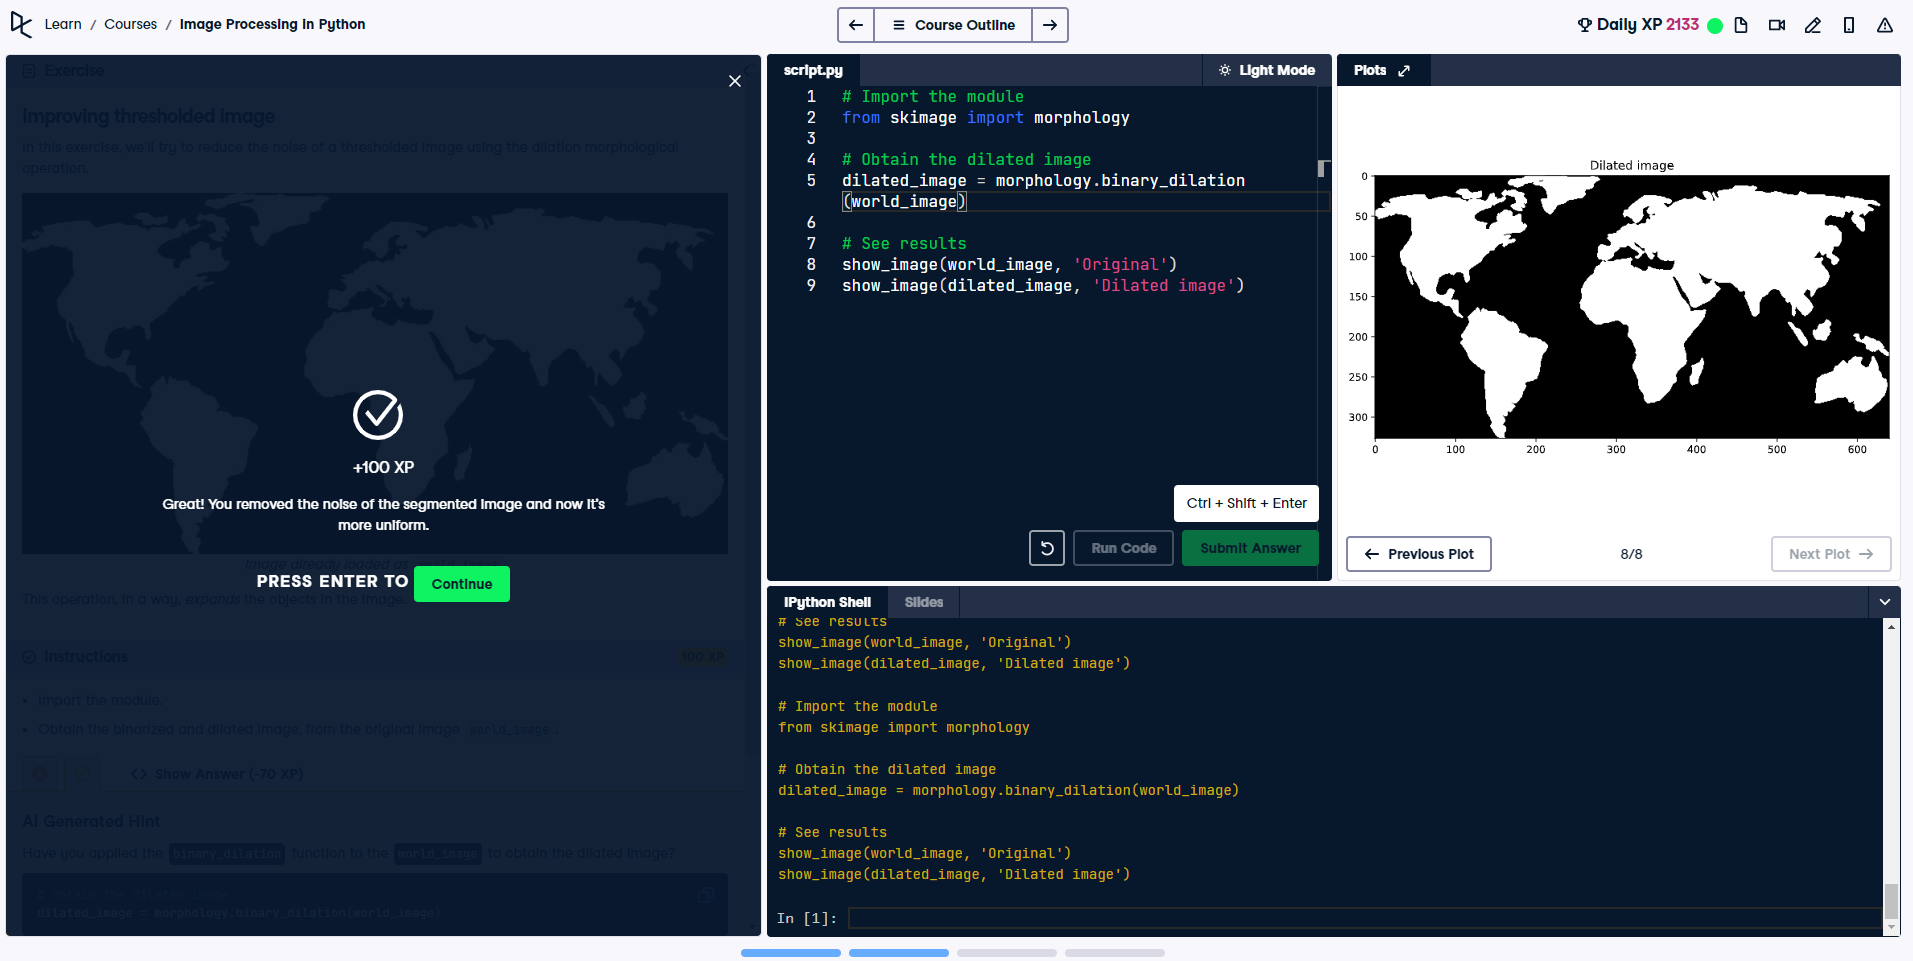 Learn / Courses / Image Processing in Python
Course Outline
Daily XP 2133
Exercise
Improving thresholded image
In this exercise, we'll try to reduce the noise of a thresholded image using the dilation morphological
operation.
+100 XP
Great! You removed the noise of the segmented image and now it's
more uniform.
Image already loaded as
PRESS ENTER TO Continue
This operation, in a way, expands the objects in the image.
Instructions
100 XP
• Import the module.
• Obtain the binarized and dilated image, from the original image world_image.
Show Answer (-70 XP)
AI Generated Hint
Have you applied the binary_dilation function to the world_image to obtain the dilated image?
# Obtain the dilated image
dilated_image = morphology.binary_dilation(world_image)
script.py
Light Mode
1 # Import the module
2 from skimage import morphology
3
4 # Obtain the dilated image
5 dilated_image = morphology.binary_dilation
(world_image)
6
7 # See results
8 show_image(world_image, 'Original')
9 show_image(dilated_image, 'Dilated image')
Ctrl + Shift + Enter
Run Code
Submit Answer
Plots
Dilated image
0
50
100
150
200
250
300
0 100 200 300 400 500 600
Previous Plot
8/8
Next Plot
IPython Shell
Slides
# See results
show_image(world_image, 'Original')
show_image(dilated_image, 'Dilated image')
# Import the module
from skimage import morphology
# Obtain the dilated image
dilated_image = morphology.binary_dilation(world_image)
# See results
show_image(world_image, 'Original')
show_image(dilated_image, 'Dilated image')
In [1]: